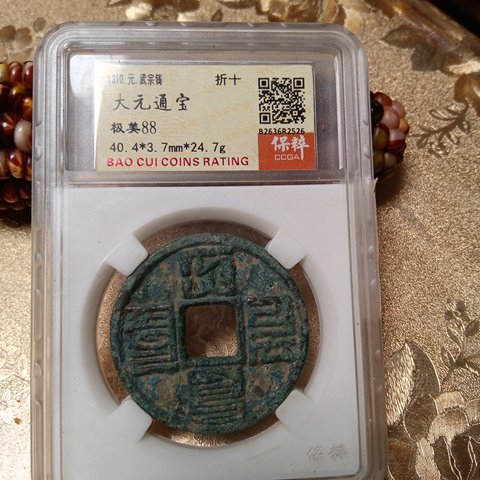 1310.元.武宗铸 折十
大元通宝
极美88
40.4*3.7mm*24.7g
BAO CUI COINS RATING
B2636R2526
保粹
CCGA
保粹